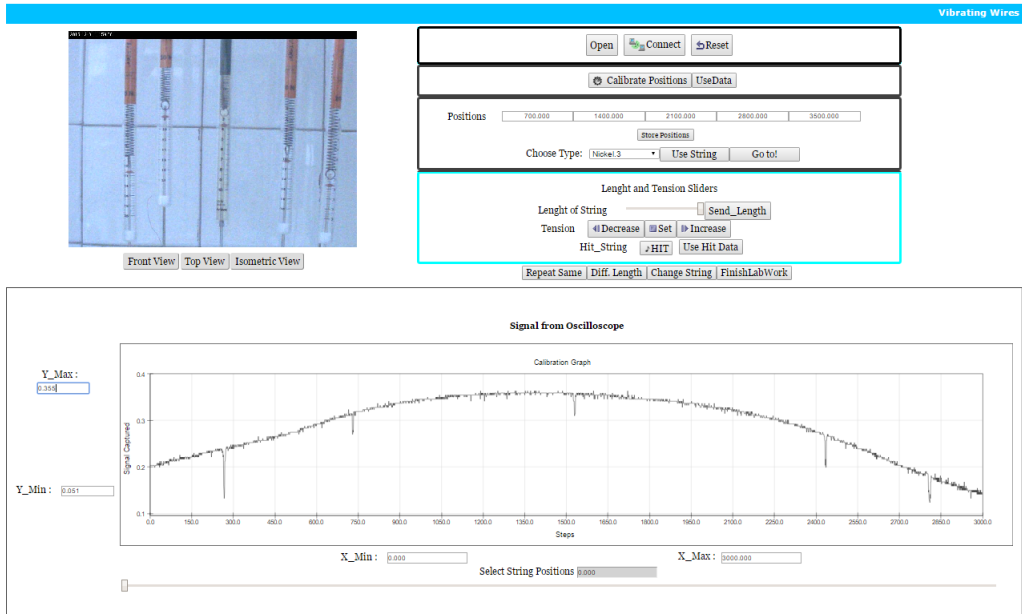 Vibrating Wires
Open Connect Reset
Calibrate Positions UseData
Positions 700.000 1400.000 2100.000 2800.000 3500.000
Store Positions
Choose Type: Nickel.3 Use String Go to!
Lenght and Tension Sliders
Lenght of String Send_Length
Tension Decrease Set Increase
Hit_String HIT Use Hit Data
Front View Top View Isometric View
Repeat Same Diff. Length Change String FinishLabWork
Signal from Oscilloscope
Calibration Graph
Y_Max :
0.355
Y_Min : 0.051
Signal Captured
0.4
0.3
0.2
0.1
0.0 150.0 300.0 450.0 600.0 750.0 900.0 1050.0 1200.0 1350.0 1500.0 1650.0 1800.0 1950.0 2100.0 2250.0 2400.0 2550.0 2700.0 2850.0 3000.0
Steps
X_Min : 0.000 X_Max : 3000.000
Select String Positions 0.000